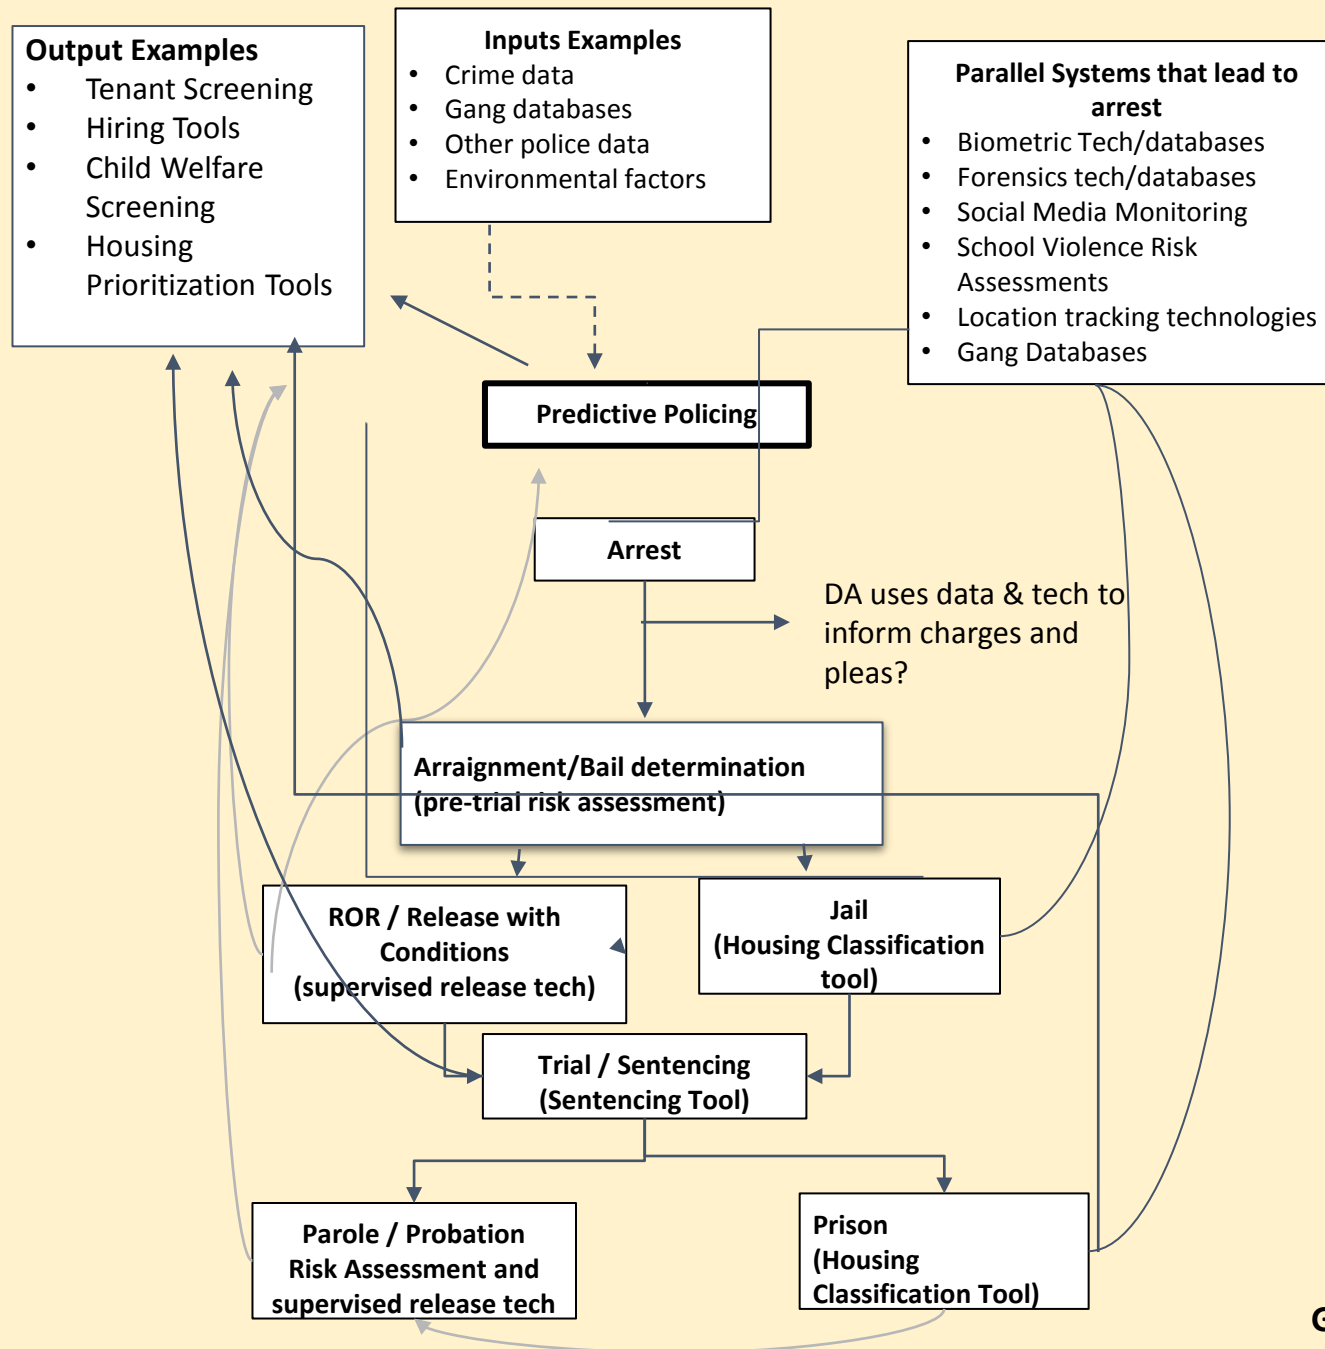 Output Examples
• Tenant Screening
• Hiring Tools
• Child Welfare
Screening
• Housing
Prioritization Tools
Inputs Examples
• Crime data
• Gang databases
• Other police data
• Environmental factors
Parallel Systems that lead to
arrest
• Biometric Tech/databases
• Forensics tech/databases
• Social Media Monitoring
• School Violence Risk
Assessments
• Location tracking technologies
• Gang Databases
Predictive Policing
Arrest
DA uses data & tech to
inform charges and
pleas?
Arraignment/Bail determination
(pre-trial risk assessment)
ROR / Release with
Conditions
(supervised release tech)
Jail
(Housing Classification
tool)
Trial / Sentencing
(Sentencing Tool)
Parole / Probation
Risk Assessment and
supervised release tech
Prison
(Housing
Classification Tool)